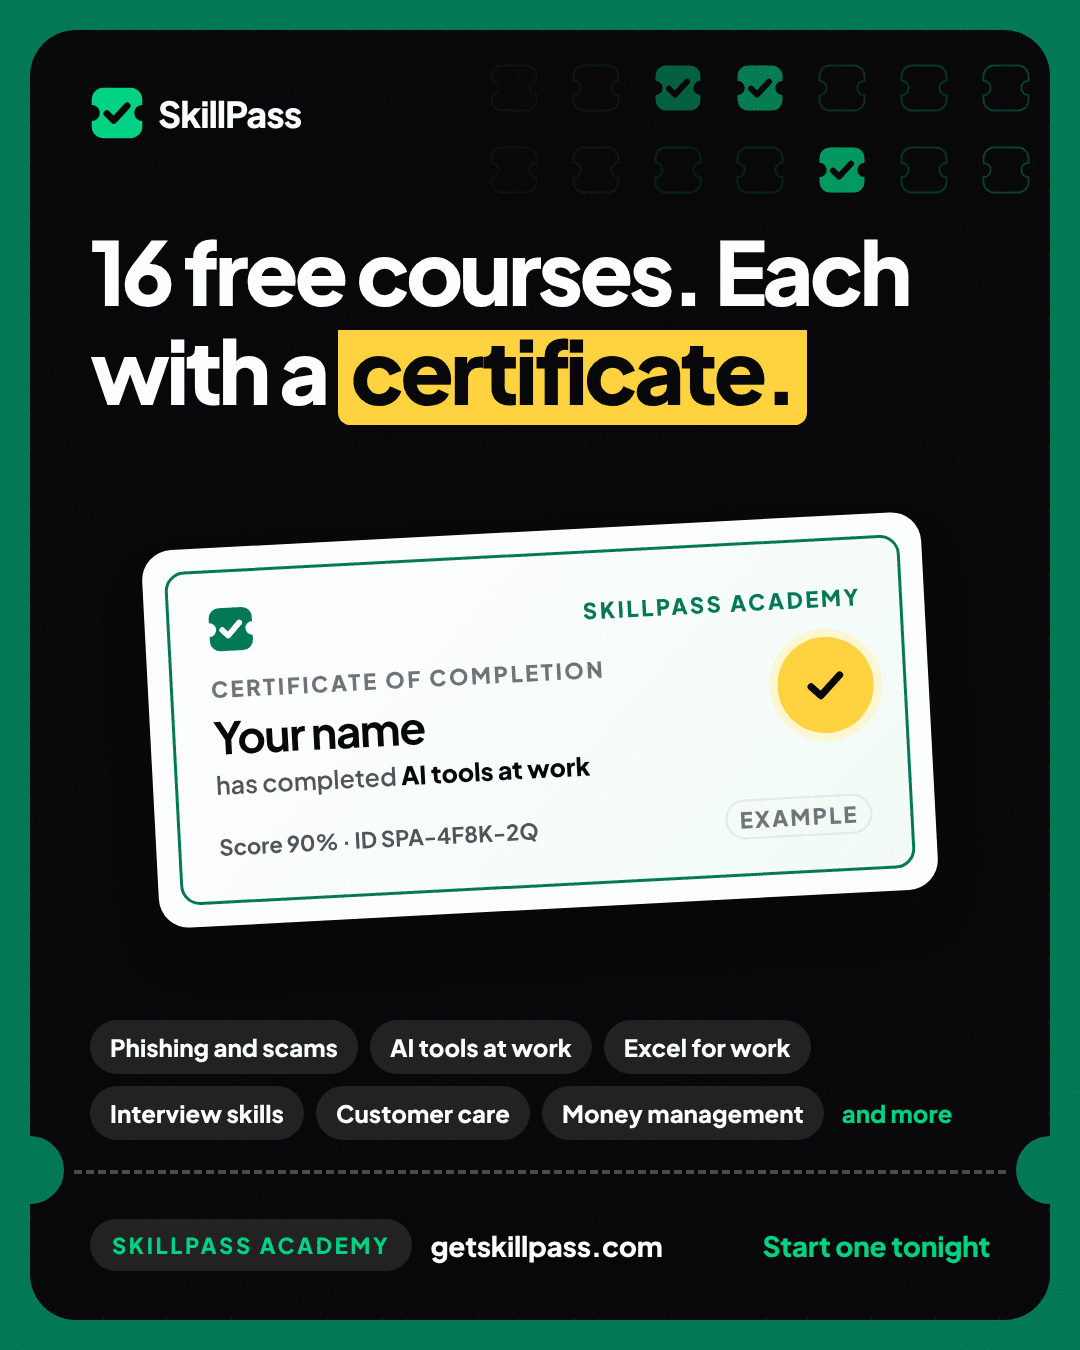 SkillPass
16 free courses. Each
with a certificate.
SKILLPASS ACADEMY
CERTIFICATE OF COMPLETION
Your name
has completed AI tools at work
Score 90% · ID SPA-4F8K-2Q
EXAMPLE
Phishing and scams
AI tools at work
Excel for work
Interview skills
Customer care
Money management
and more
SKILLPASS ACADEMY
getskillpass.com
Start one tonight